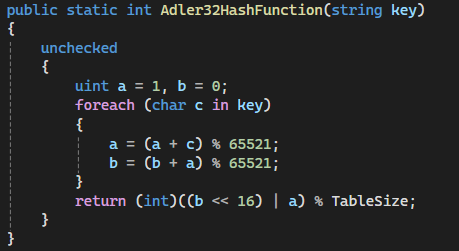 public static int Adler32HashFunction(string key)
{
    unchecked
    {
        uint a = 1, b = 0;
        foreach (char c in key)
        {
            a = (a + c) % 65521;
            b = (b + a) % 65521;
        }
        return (int)((b << 16) | a) % TableSize;
    }
}